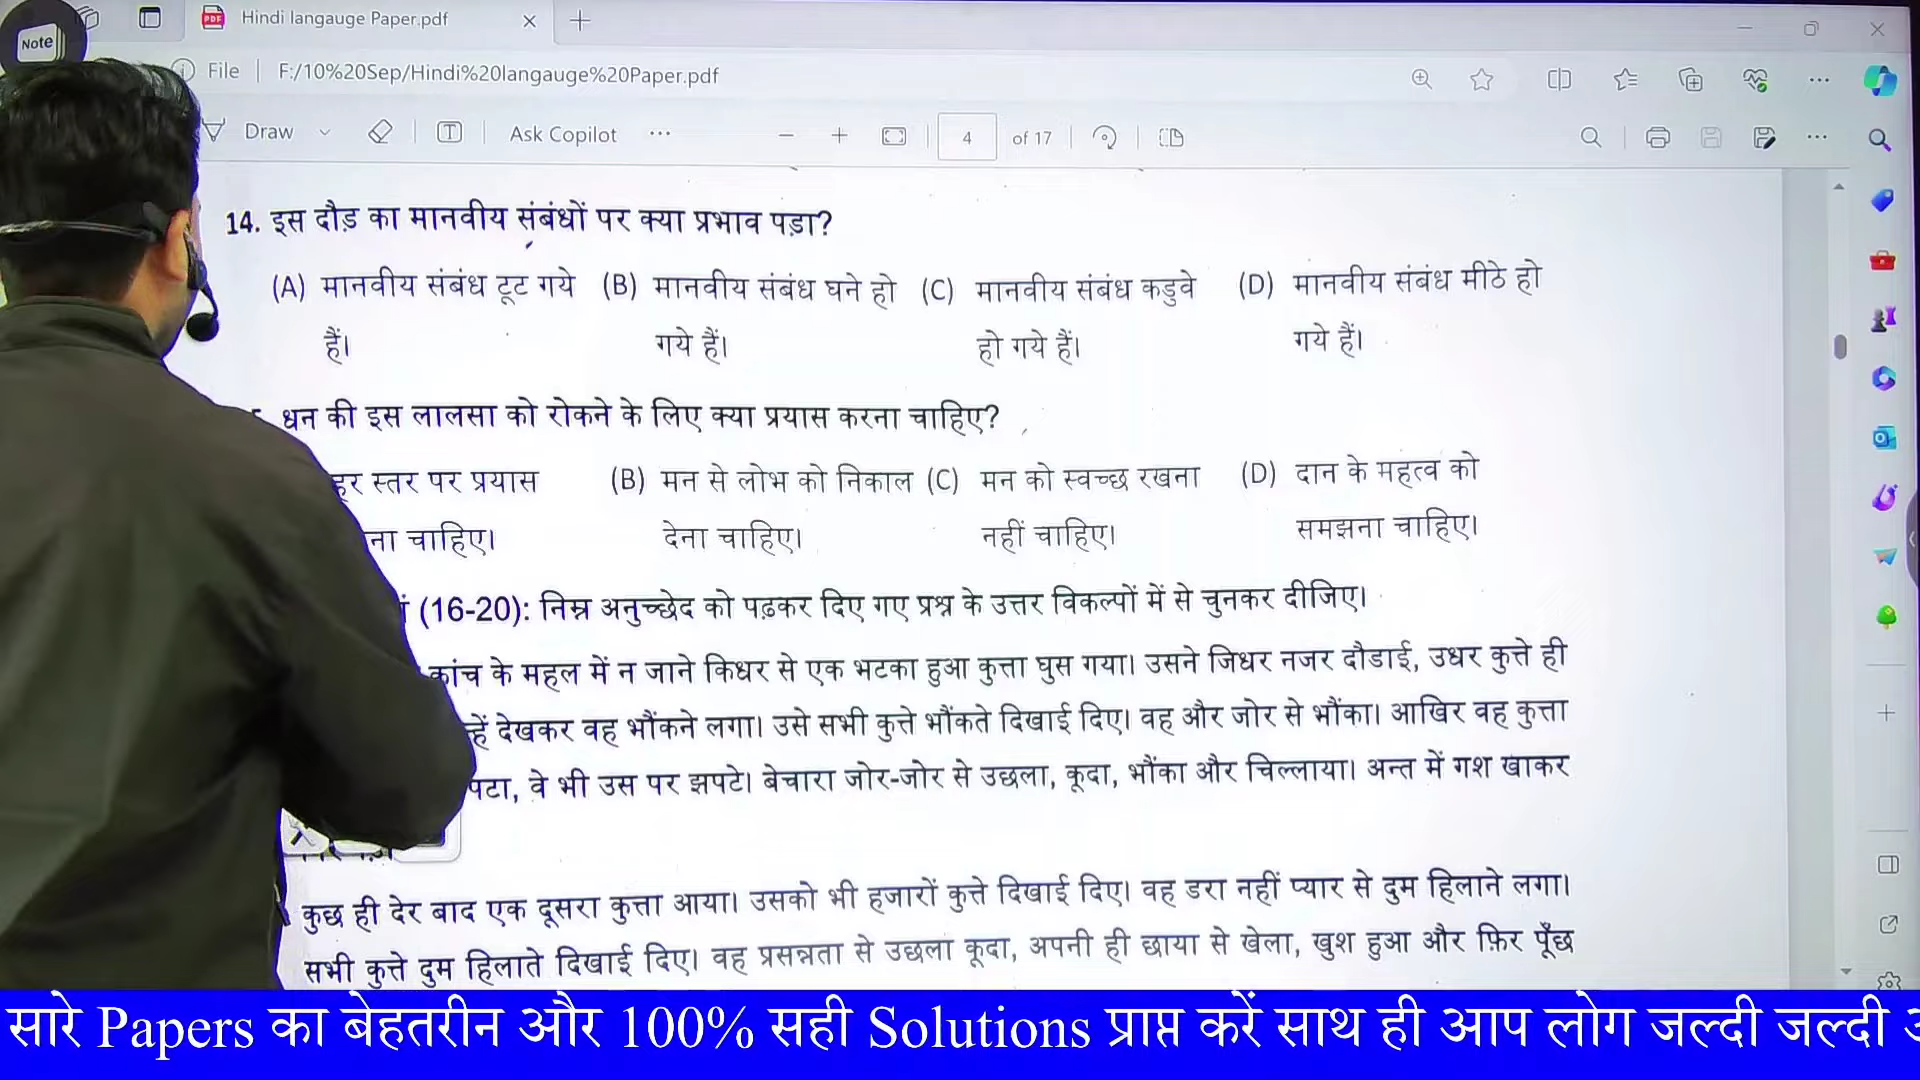 Note
Hindi langauge Paper.pdf
File | F:/10%20Sep/Hindi%20langauge%20Paper.pdf
Draw
Ask Copilot
4 of 17
14. इस दौड़ का मानवीय संबंधों पर क्या प्रभाव पड़ा?
(A) मानवीय संबंध टूट गये (B) मानवीय संबंध घने हो (C) मानवीय संबंध कडुवे (D) मानवीय संबंध मीठे हो
हैं। गये हैं। हो गये हैं। गये हैं।
धन की इस लालसा को रोकने के लिए क्या प्रयास करना चाहिए?
हर स्तर पर प्रयास (B) मन से लोभ को निकाल (C) मन को स्वच्छ रखना (D) दान के महत्व को
चाहिए। देना चाहिए। नहीं चाहिए। समझना चाहिए।
(16-20): निम्न अनुच्छेद को पढ़कर दिए गए प्रश्न के उत्तर विकल्पों में से चुनकर दीजिए।
कांच के महल में न जाने किधर से एक भटका हुआ कुत्ता घुस गया। उसने जिधर नजर दौडाई, उधर कुत्ते ही
देखकर वह भौंकने लगा। उसे सभी कुत्ते भौंकते दिखाई दिए। वह और जोर से भौंका। आखिर वह कुत्ता
वे भी उस पर झपटे। बेचारा जोर-जोर से उछला, कूदा, भौंका और चिल्लाया। अन्त में गश खाकर
कुछ ही देर बाद एक दूसरा कुत्ता आया। उसको भी हजारों कुत्ते दिखाई दिए। वह डरा नहीं प्यार से दुम हिलाने लगा।
सभी कुत्ते दुम हिलाते दिखाई दिए। वह प्रसन्नता से उछला कूदा, अपनी ही छाया से खेला, खुश हुआ और फ़िर पूँछ
सारे Papers का बेहतरीन और 100% सही Solutions प्राप्त करें साथ ही आप लोग जल्दी जल्दी